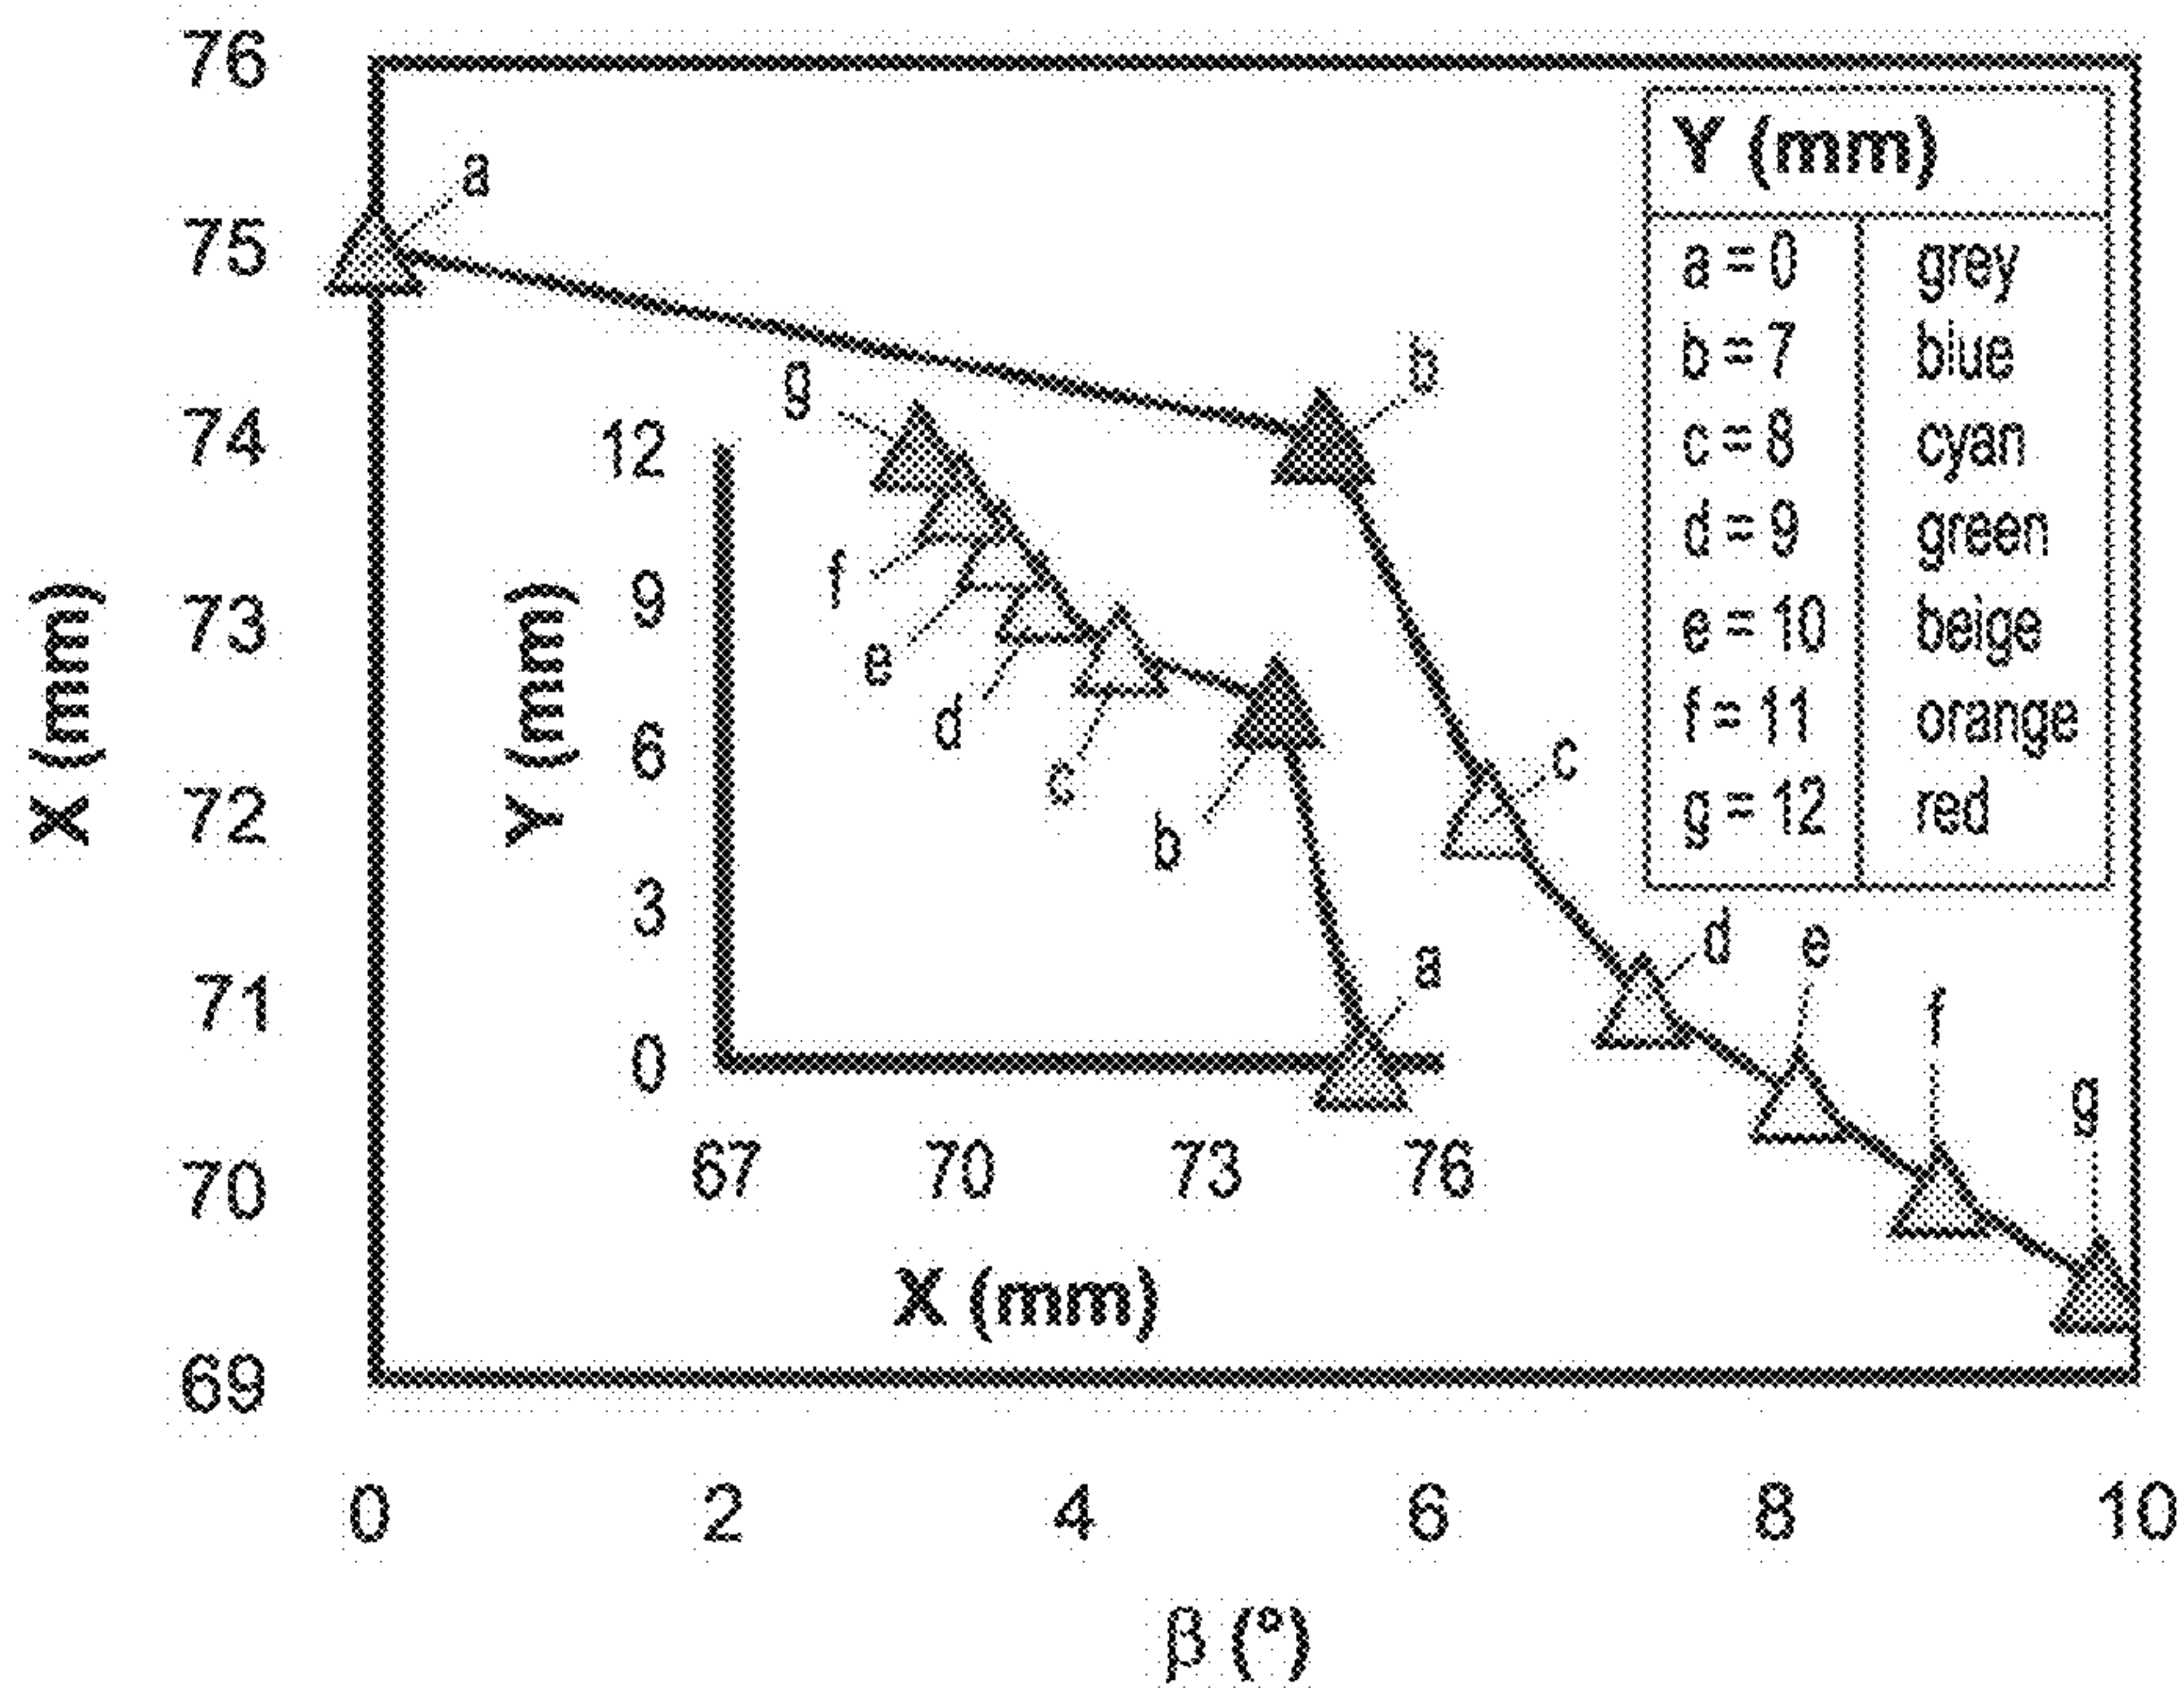 76
75
74
73
72
71
70
69
X (mm)
0
2
4
6
8
10
β (º)
a
b
c
d
e
f
g
12
9
6
3
0
Y (mm)
67
70
73
76
X (mm)
g
f
e
d
c
b
a
Y (mm)
a = 0 grey
b = 7 blue
c = 8 cyan
d = 9 green
e = 10 beige
f = 11 orange
g = 12 red